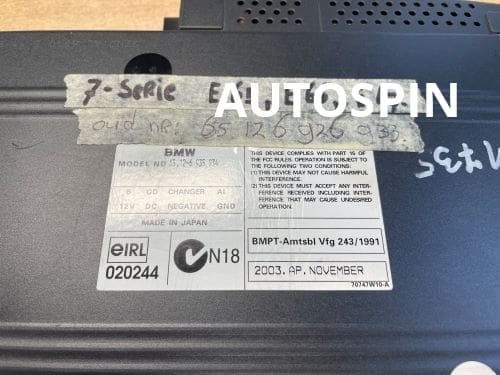 7-Serie
AUTOSPIN
oud nr: 65 12 6 926 933
BMW
MODEL NO 65.12-6
THIS DEVICE COMPLIES WITH PART 15 OF
THE FCC RULES. OPERATION IS SUBJECT TO
THE FOLLOWING TWO CONDITIONS.
(1) THIS DEVICE MAY NOT CAUSE HARMFUL
INTERFERENCE.
(2) THIS DEVICE MUST ACCEPT ANY INTER-
FERENCE RECEIVED INCLUDING INTER-
FERENCE THAT MAY CAUSE UNDESIRED
OPERATION.
6 CD CHANGER AI
12V DC NEGATIVE GND
MADE IN JAPAN
eIRL
020244
N18
BMPT-Amtsbl Vfg 243/1991
2003. AP. NOVEMBER
70747W10-A